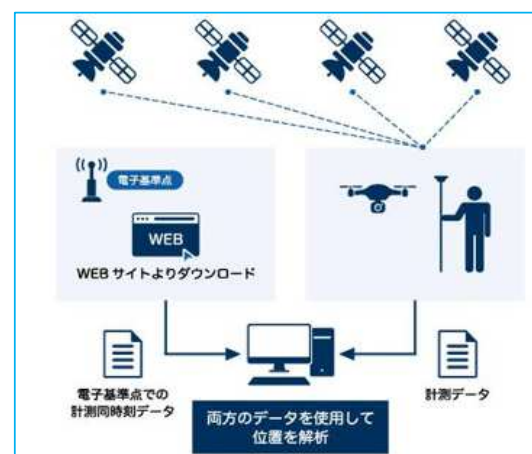 電子基準点
WEB
WEB サイトよりダウンロード
電子基準点での
計測同時刻データ
計測データ
両方のデータを使用して
位置を解析